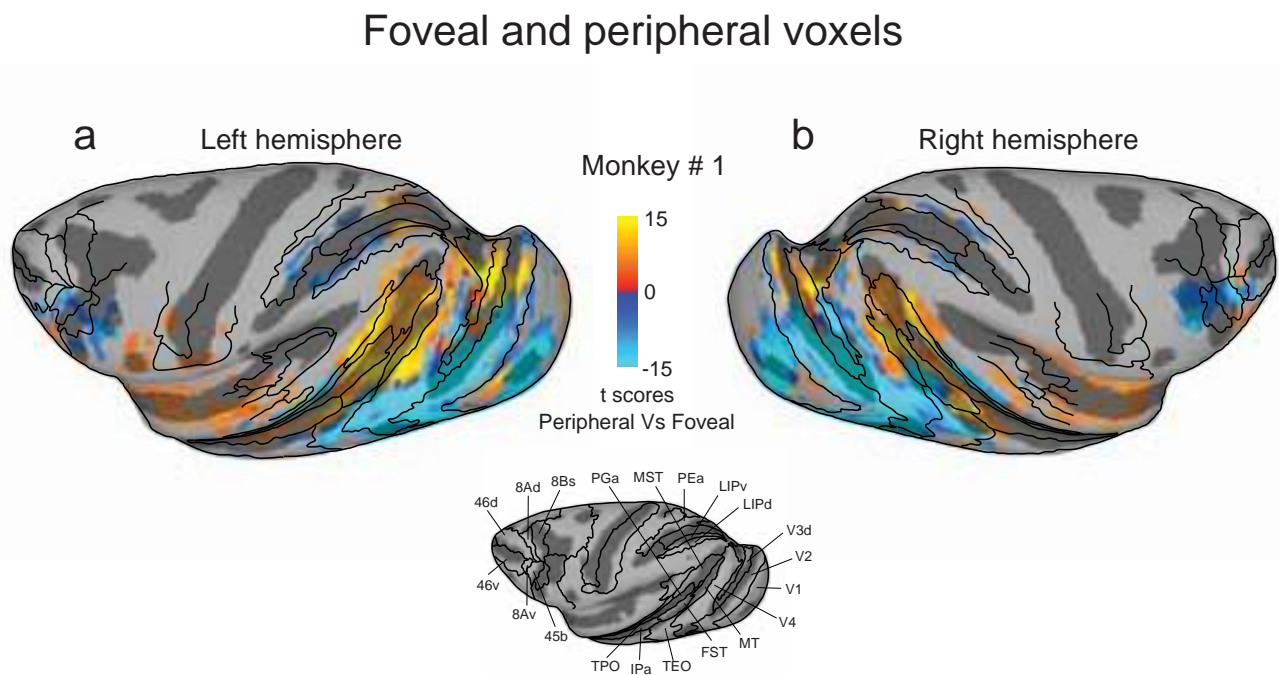 Foveal and peripheral voxels
a
Left hemisphere
b
Right hemisphere
Monkey # 1
15
0
-15
t scores
Peripheral Vs Foveal
46d
8Ad
8Bs
PGa
MST
PEa
LIPv
LIPd
V3d
V2
V1
V4
MT
FST
TEO
IPa
TPO
45b
8Av
46v